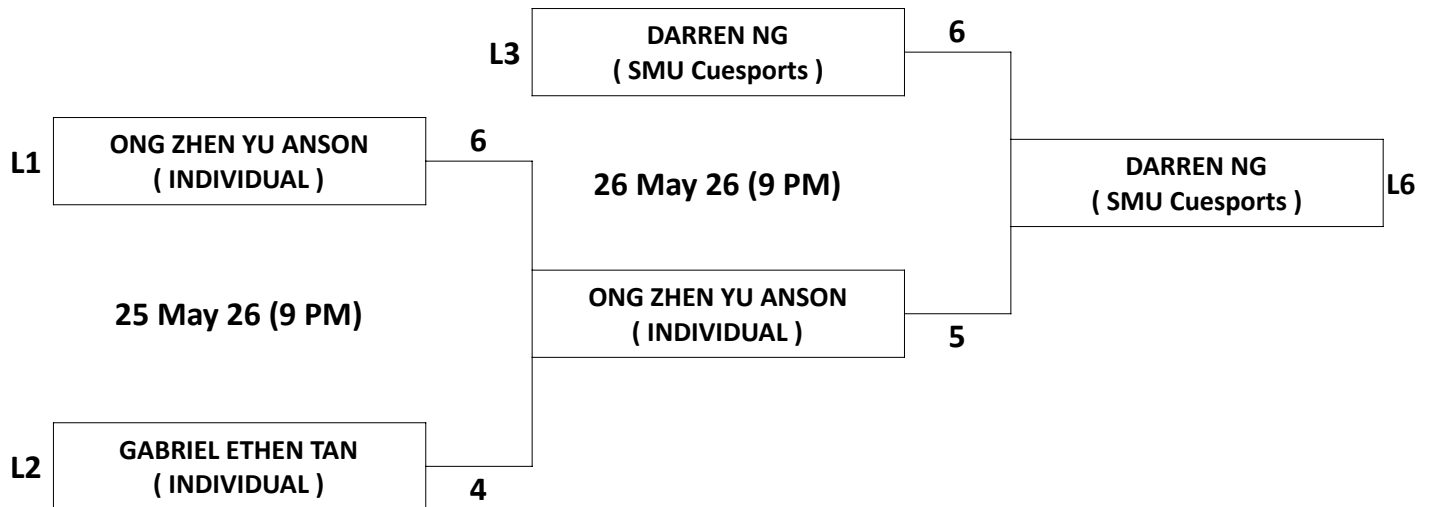 L3
DARREN NG
( SMU Cuesports )
6
L1
ONG ZHEN YU ANSON
( INDIVIDUAL )
6
26 May 26 (9 PM)
DARREN NG
( SMU Cuesports )
L6
25 May 26 (9 PM)
ONG ZHEN YU ANSON
( INDIVIDUAL )
5
L2
GABRIEL ETHEN TAN
( INDIVIDUAL )
4